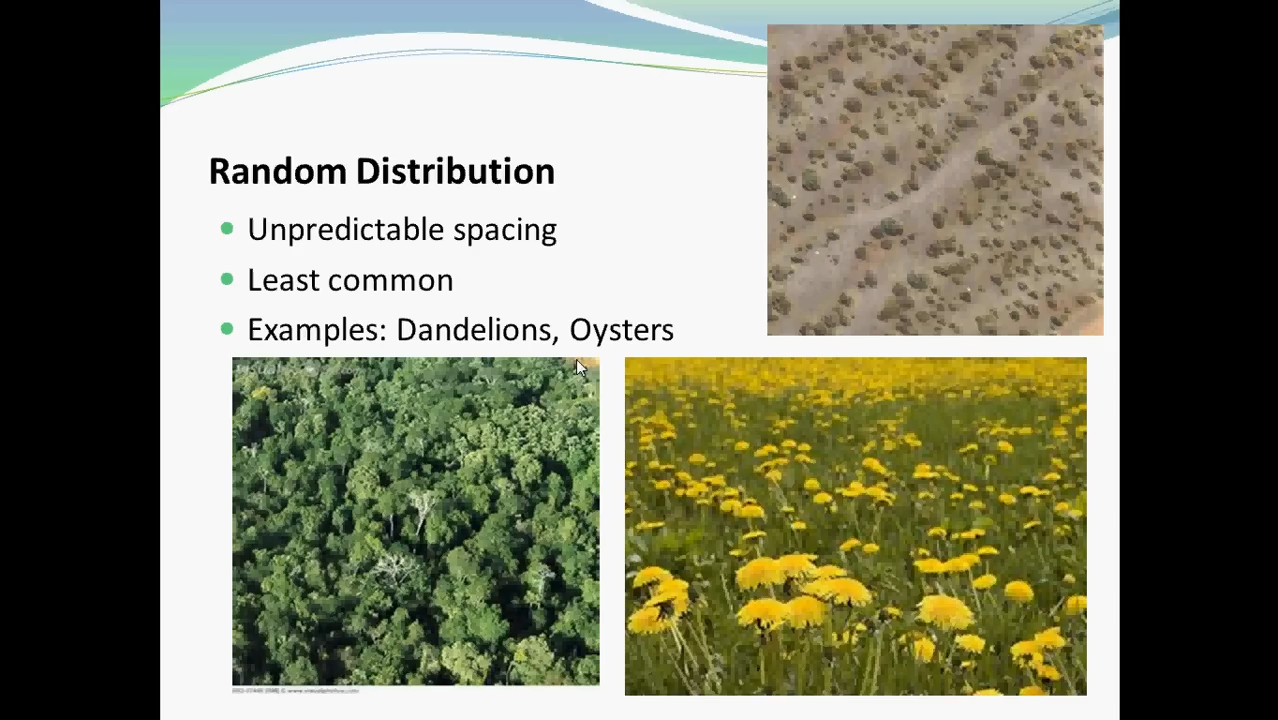 Random Distribution
Unpredictable spacing
Least common
Examples: Dandelions, Oysters